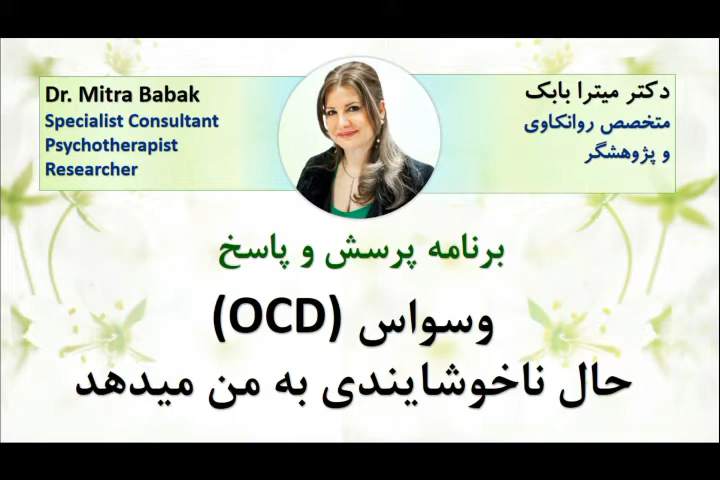 Dr. Mitra Babak
Specialist Consultant
Psychotherapist
Researcher
دکتر میترا بابک
متخصص روانکاوی
و پژوهشگر
برنامه پرسش و پاسخ
وسواس (OCD)
حال ناخوشایندی به من میدهد